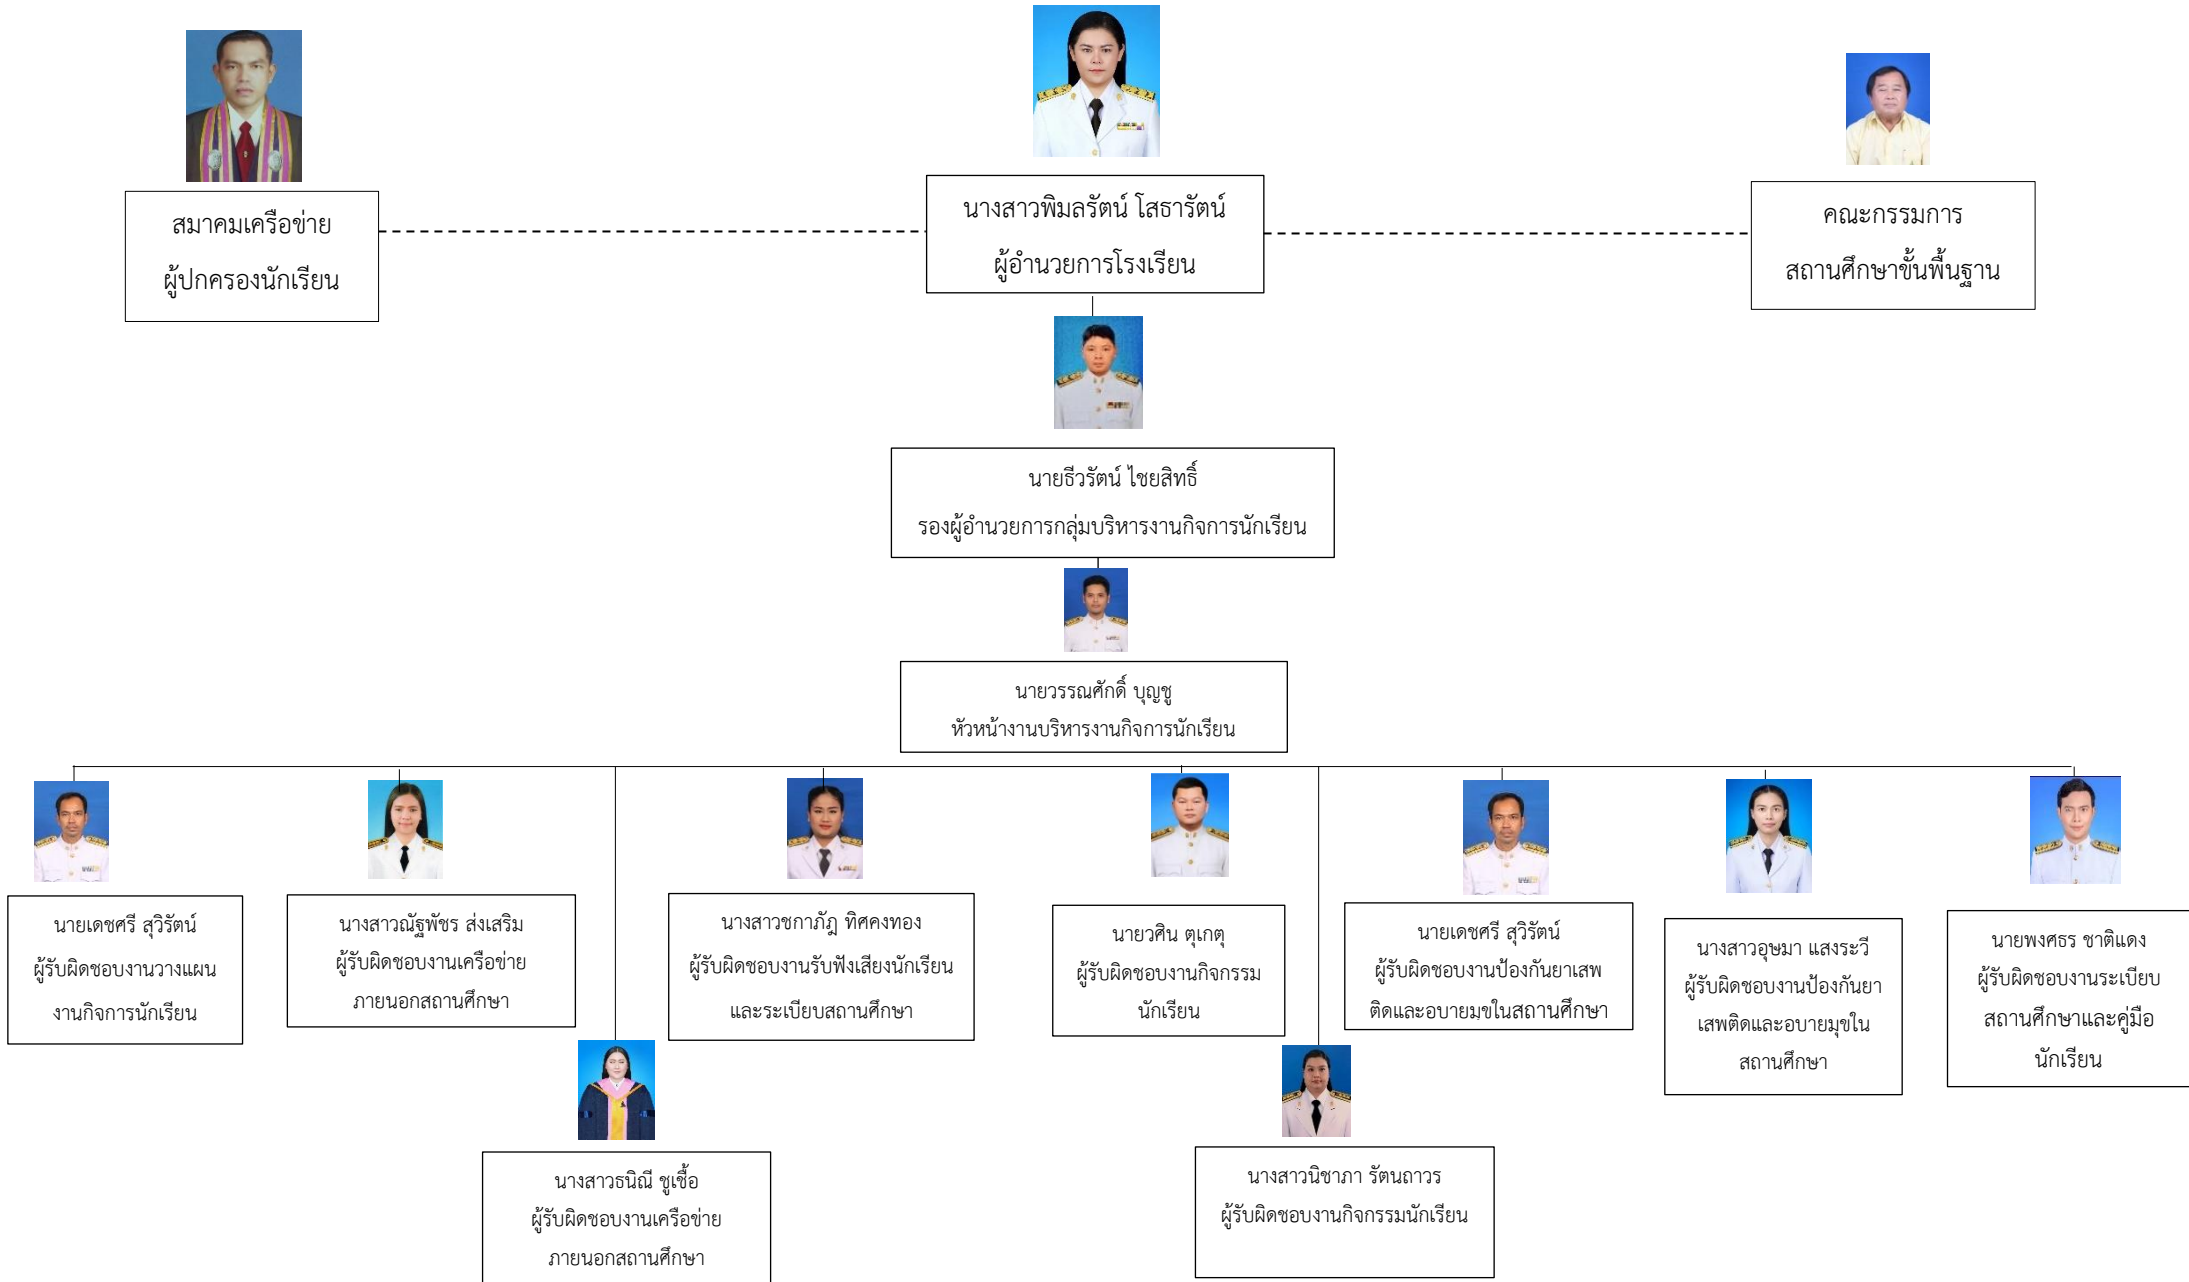 สมาคมเครือข่าย
ผู้ปกครองนักเรียน
นางสาวพิมลรัตน์ โสธารัตน์
ผู้อำนวยการโรงเรียน
คณะกรรมการ
สถานศึกษาขั้นพื้นฐาน
นายธีวรัตน์ ไชยสิทธิ์
รองผู้อำนวยการกลุ่มบริหารงานกิจการนักเรียน
นายวรรณศักดิ์ บุญชู
หัวหน้างานบริหารงานกิจการนักเรียน
นายเดชศรี สุวิรัตน์
ผู้รับผิดชอบงานวางแผน
งานกิจการนักเรียน
นางสาวณัฐพัชร ส่งเสริม
ผู้รับผิดชอบงานเครือข่าย
ภายนอกสถานศึกษา
นางสาวชกาภัฎ ทิศคงทอง
ผู้รับผิดชอบงานรับฟังเสียงนักเรียน
และระเบียบสถานศึกษา
นายวศิน ตุเกตุ
ผู้รับผิดชอบงานกิจกรรม
นักเรียน
นายเดชศรี สุวิรัตน์
ผู้รับผิดชอบงานป้องกันยาเสพ
ติดและอบายมุขในสถานศึกษา
นางสาวอุษมา แสงระวี
ผู้รับผิดชอบงานป้องกันยา
เสพติดและอบายมุขใน
สถานศึกษา
นายพงศธร ชาติแดง
ผู้รับผิดชอบงานระเบียบ
สถานศึกษาและคู่มือ
นักเรียน
นางสาวธนิณี ชูเชื้อ
ผู้รับผิดชอบงานเครือข่าย
ภายนอกสถานศึกษา
นางสาวนิชาภา รัตนถาวร
ผู้รับผิดชอบงานกิจกรรมนักเรียน